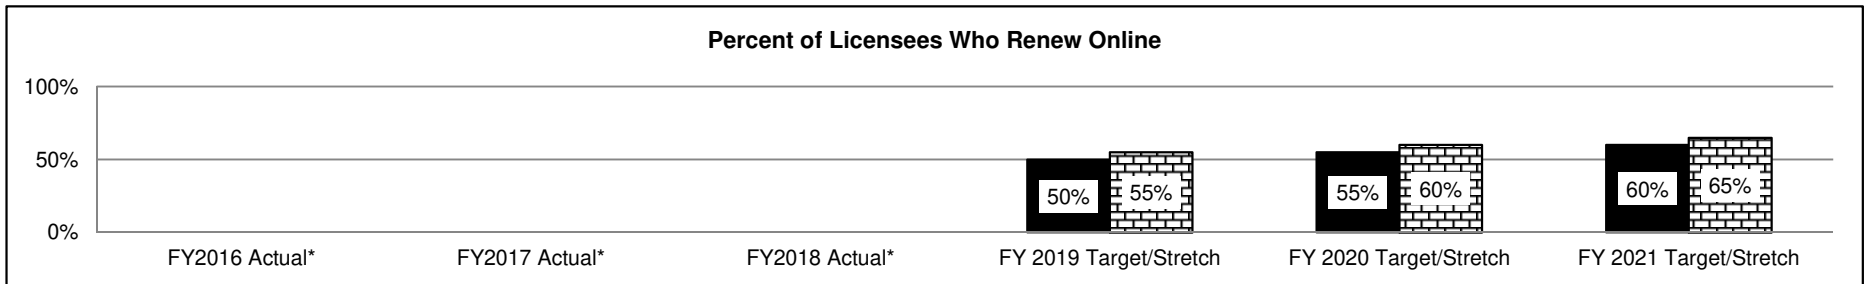 Percent of Licensees Who Renew Online
100%
50%
0%
50%
55%
55%
60%
60%
65%
FY2016 Actual*
FY2017 Actual*
FY2018 Actual*
FY 2019 Target/Stretch
FY 2020 Target/Stretch
FY 2021 Target/Stretch